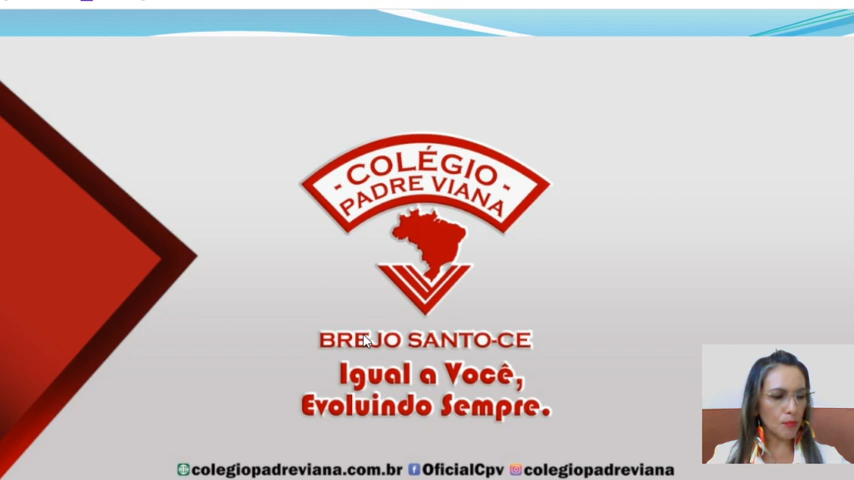 - COLÉGIO -
PADRE VIANA
BREJO SANTO-CE
Igual a Você,
Evoluindo Sempre.
colegiopadreviana.com.br OficialCpv colegiopadreviana